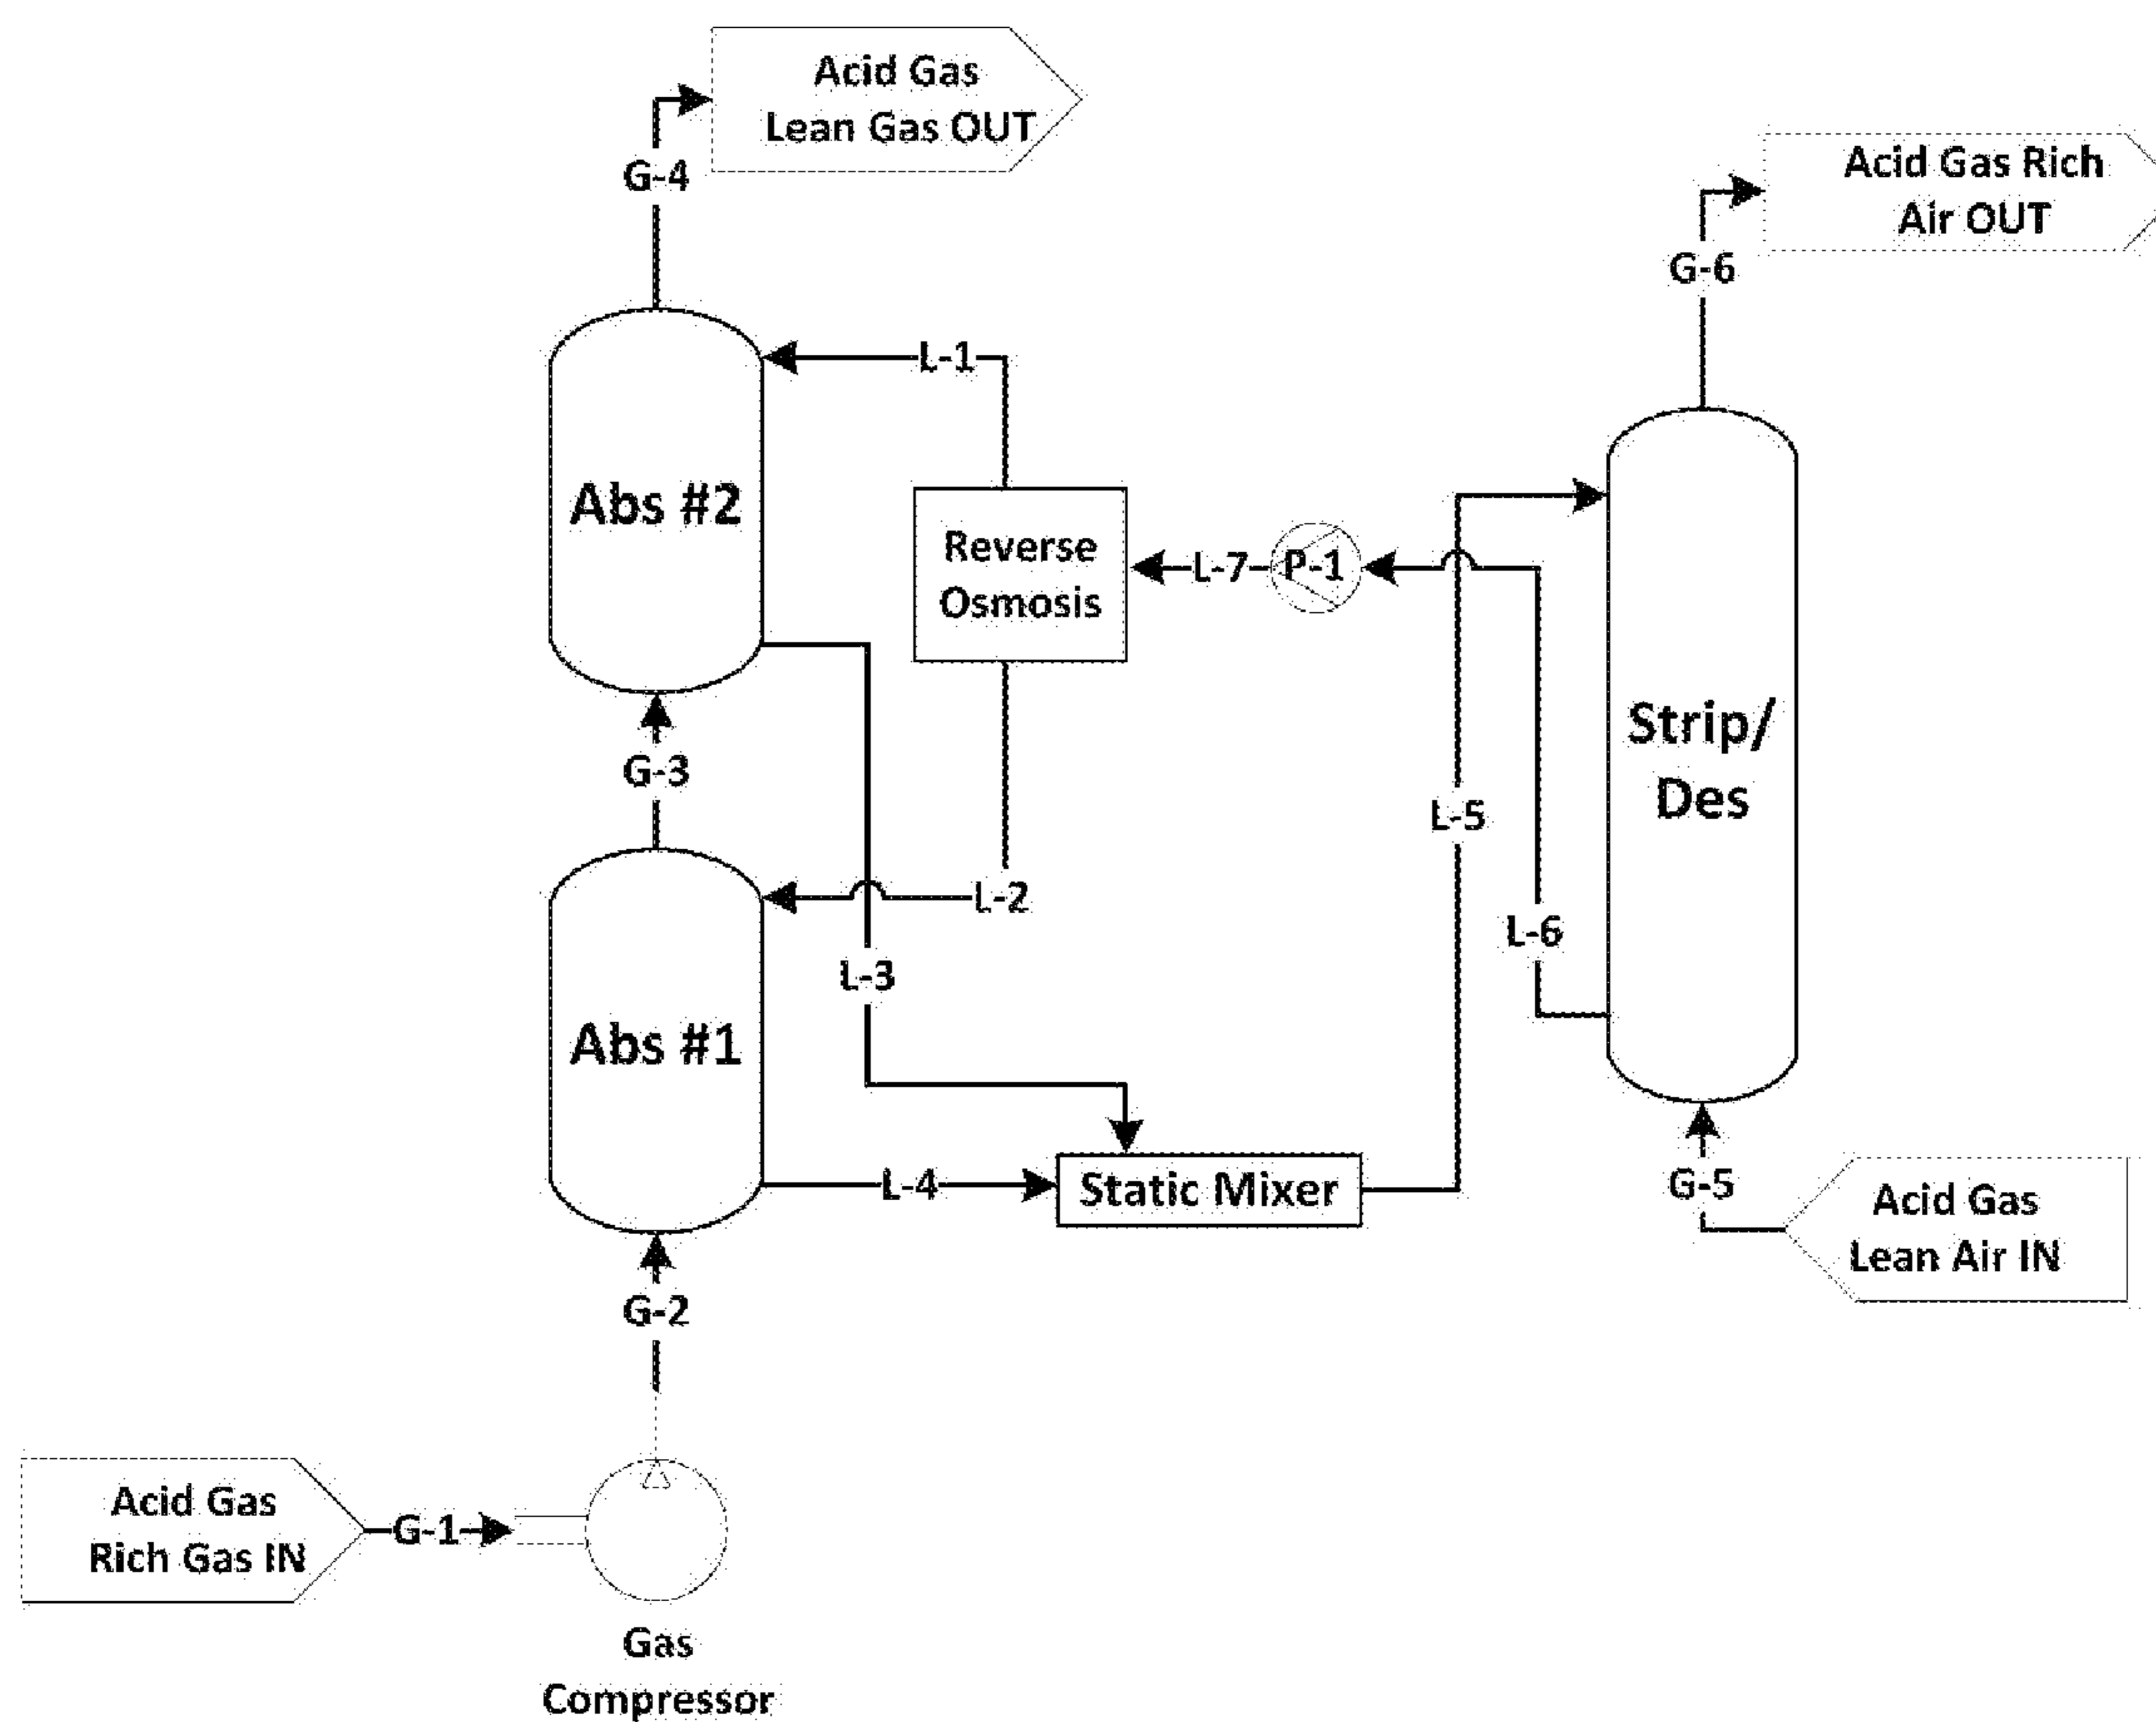 Acid Gas
Lean Gas OUT
Acid Gas Rich
Air OUT
G-4
G-6
L-1
Abs #2
Reverse
Osmosis
L-7
P-1
Strip/
Des
G-3
L-5
L-2
L-6
L-3
Abs #1
L-4
Static Mixer
G-5
Acid Gas
Lean Air IN
G-2
Acid Gas
Rich Gas IN
G-1
Gas
Compressor